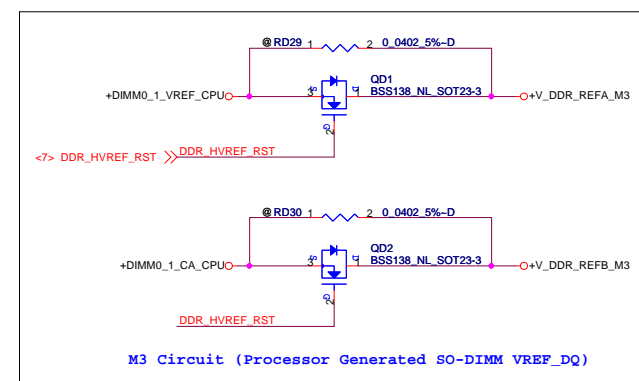 @RD29 1 2 0_0402_5%~D
QD1
BSS138_NL_SOT23-3
+DIMM0_1_VREF_CPU 3 S D 1 +V_DDR_REFA_M3
G
2
<7> DDR_HVREF_RST DDR_HVREF_RST
@RD30 1 2 0_0402_5%~D
QD2
BSS138_NL_SOT23-3
+DIMM0_1_CA_CPU 3 S D 1 +V_DDR_REFB_M3
G
2
DDR_HVREF_RST
M3 Circuit (Processor Generated SO-DIMM VREF_DQ)